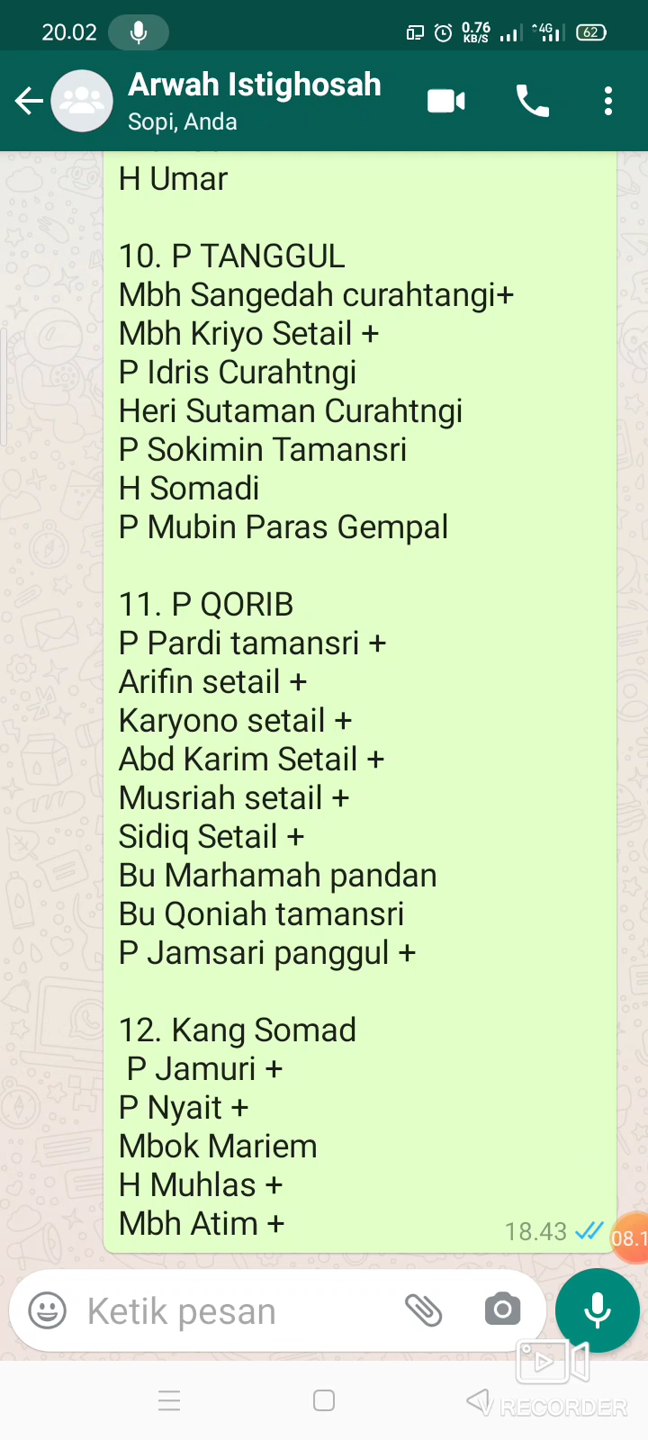 20.02
0.76
KB/S
4G
62
Arwah Istighosah
Sopi, Anda
H Umar
10. P TANGGUL
Mbh Sangedah curahtangi+
Mbh Kriyo Setail +
P Idris Curahtngi
Heri Sutaman Curahtngi
P Sokimin Tamansri
H Somadi
P Mubin Paras Gempal
11. P QORIB
P Pardi tamansri +
Arifin setail +
Karyono setail +
Abd Karim Setail +
Musriah setail +
Sidiq Setail +
Bu Marhamah pandan
Bu Qoniah tamansri
P Jamsari panggul +
12. Kang Somad
P Jamuri +
P Nyait +
Mbok Mariem
H Muhlas +
Mbh Atim +
18.43
08.1
Ketik pesan
V RECORDER